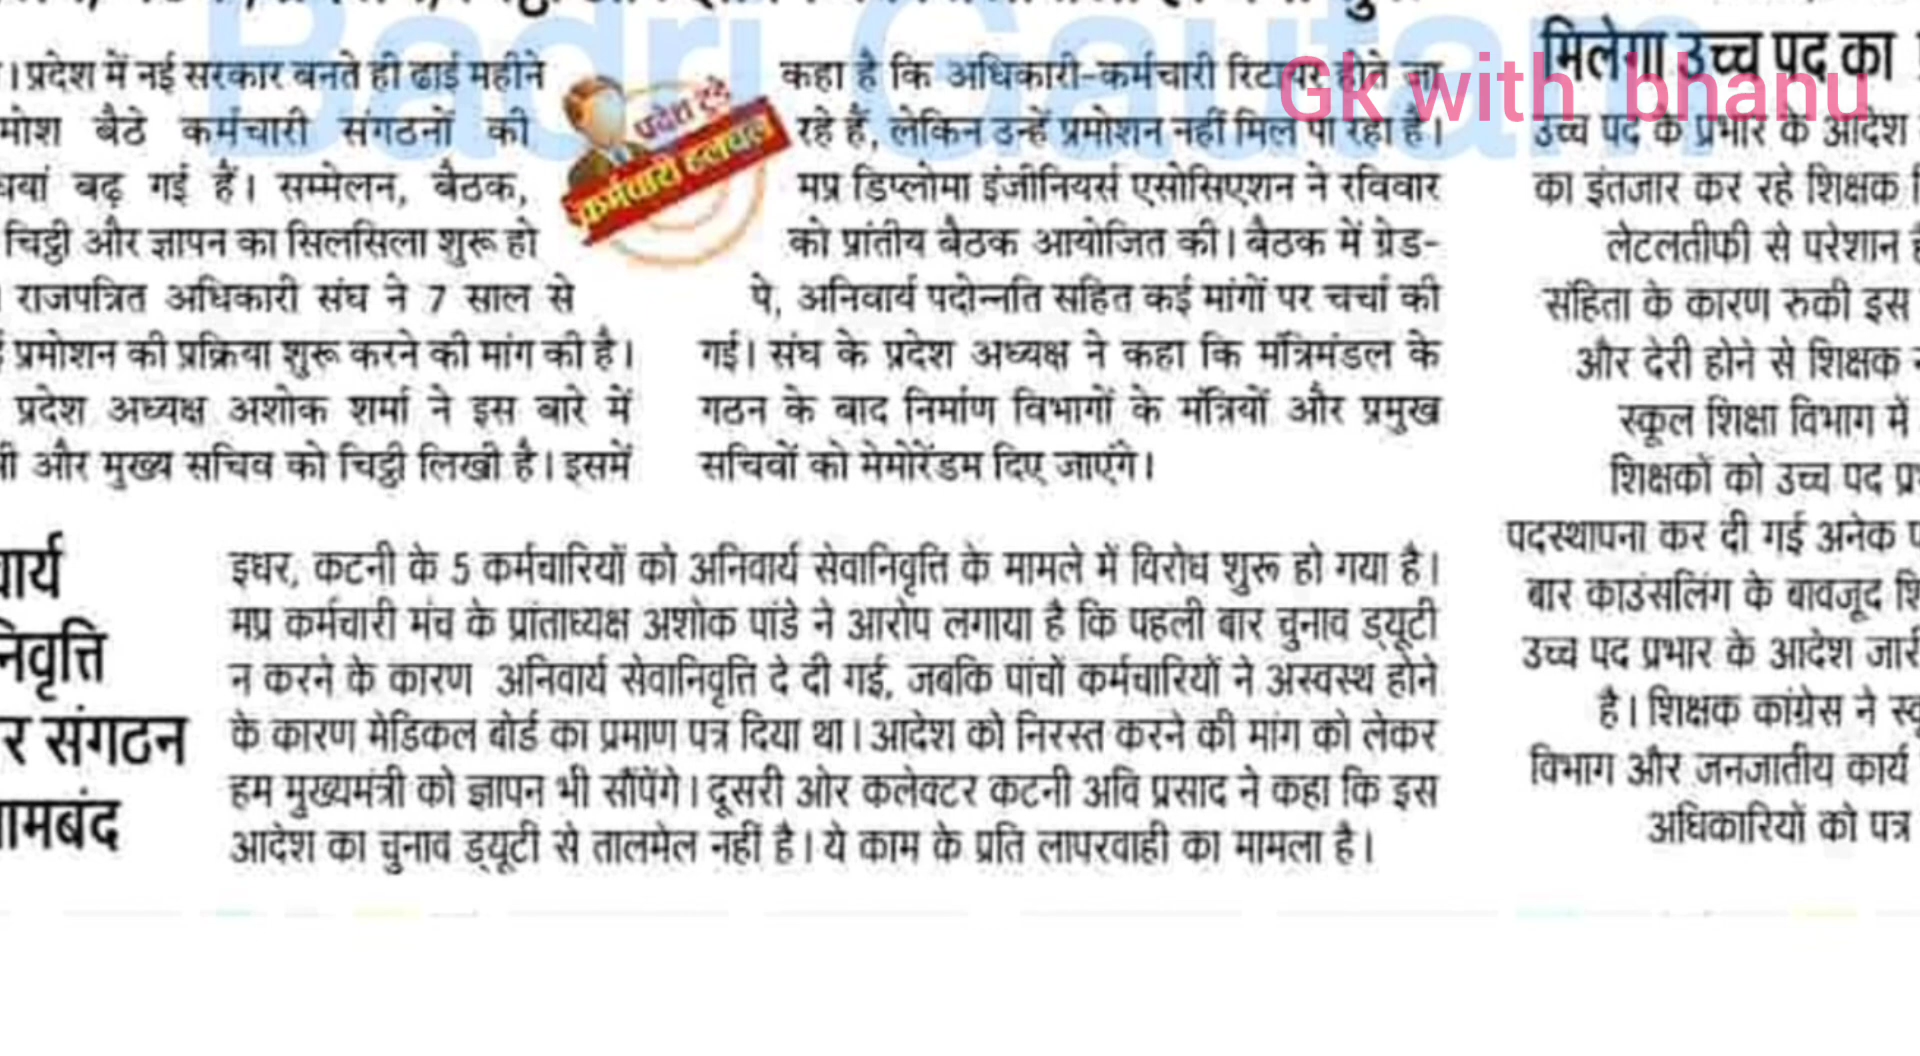 Badri Gautam
Gk with bhanu
। प्रदेश में नई सरकार बनते ही ढाई महीने
बैठे कर्मचारी संगठनों की
बढ़ गई हैं। सम्मेलन, बैठक,
चिट्ठी और ज्ञापन का सिलसिला शुरू हो
राजपत्रित अधिकारी संघ ने 7 साल से
प्रमोशन की प्रक्रिया शुरू करने की मांग की है।
प्रदेश अध्यक्ष अशोक शर्मा ने इस बारे में
और मुख्य सचिव को चिट्ठी लिखी है। इसमें
प्रदेश टुडे
कर्मचारी हलचल
कहा है कि अधिकारी-कर्मचारी रिटायर होते जा
रहे हैं, लेकिन उन्हें प्रमोशन नहीं मिल पा रहा है।
मप्र डिप्लोमा इंजीनियर्स एसोसिएशन ने रविवार
को प्रांतीय बैठक आयोजित की। बैठक में ग्रेड-
पे, अनिवार्य पदोन्नति सहित कई मांगों पर चर्चा की
गई। संघ के प्रदेश अध्यक्ष ने कहा कि मंत्रिमंडल के
गठन के बाद निर्माण विभागों के मंत्रियों और प्रमुख
सचिवों को मेमोरेंडम दिए जाएंगे।
र संगठन
इधर, कटनी के 5 कर्मचारियों को अनिवार्य सेवानिवृत्ति के मामले में विरोध शुरू हो गया है।
मप्र कर्मचारी मंच के प्रांताध्यक्ष अशोक पांडे ने आरोप लगाया है कि पहली बार चुनाव ड्यूटी
न करने के कारण अनिवार्य सेवानिवृत्ति दे दी गई, जबकि पांचों कर्मचारियों ने अस्वस्थ होने
के कारण मेडिकल बोर्ड का प्रमाण पत्र दिया था। आदेश को निरस्त करने की मांग को लेकर
हम मुख्यमंत्री को ज्ञापन भी सौंपेंगे। दूसरी ओर कलेक्टर कटनी अवि प्रसाद ने कहा कि इस
आदेश का चुनाव ड्यूटी से तालमेल नहीं है। ये काम के प्रति लापरवाही का मामला है।
मिलेगा उच्च पद का
उच्च पद के प्रभार के आदेश
का इंतजार कर रहे शिक्षक
लेटलतीफी से परेशान
संहिता के कारण रुकी इस
और देरी होने से शिक्षक
स्कूल शिक्षा विभाग में
शिक्षकों को उच्च पद
पदस्थापना कर दी गई अनेक
बार काउंसलिंग के बावजूद
उच्च पद प्रभार के आदेश जारी
है। शिक्षक कांग्रेस ने
विभाग और जनजातीय कार्य
अधिकारियों को पत्र